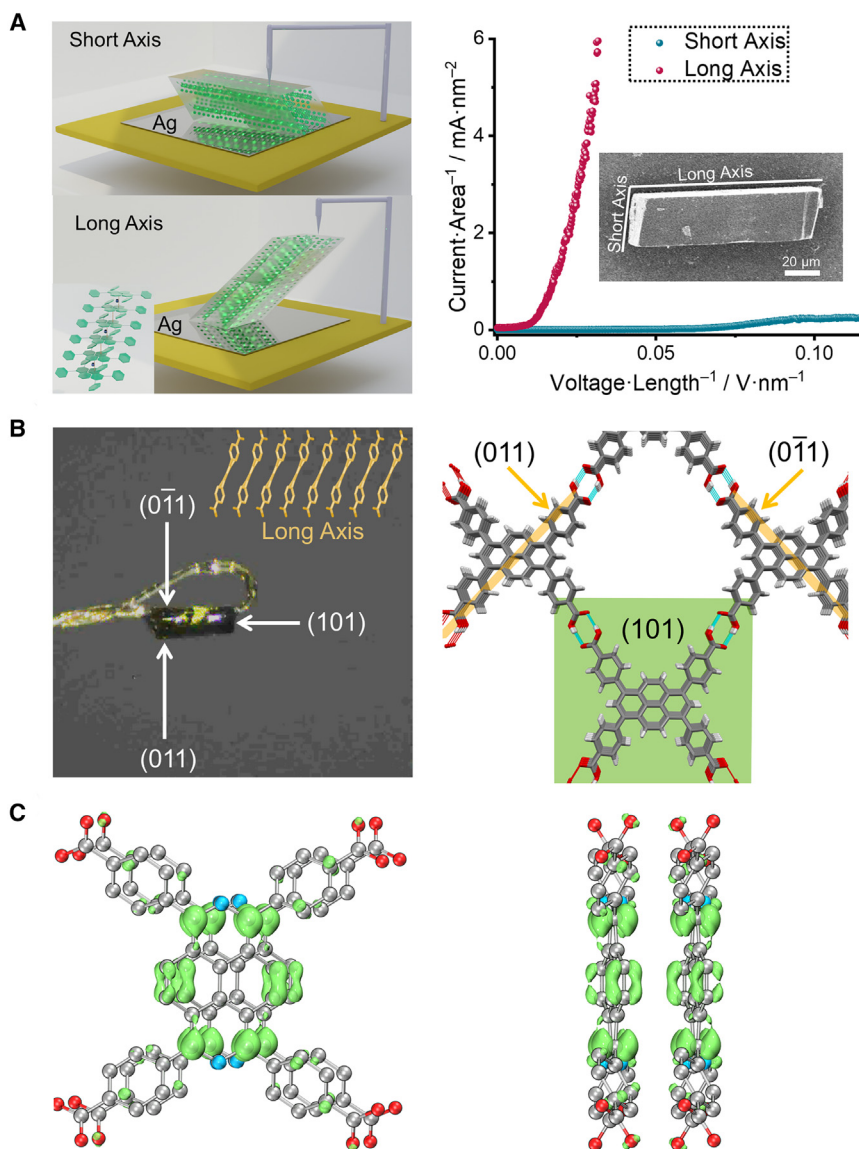 A
Short Axis
Ag
Long Axis
Ag
Current·Area⁻¹ / mA·nm⁻²
6
4
2
0
Short Axis
Long Axis
Long Axis
Short Axis
20 µm
0.00
0.05
0.10
Voltage·Length⁻¹ / V·nm⁻¹
B
Long Axis
(01̅1)
(101)
(011)
(011)
(01̅1)
(101)
C